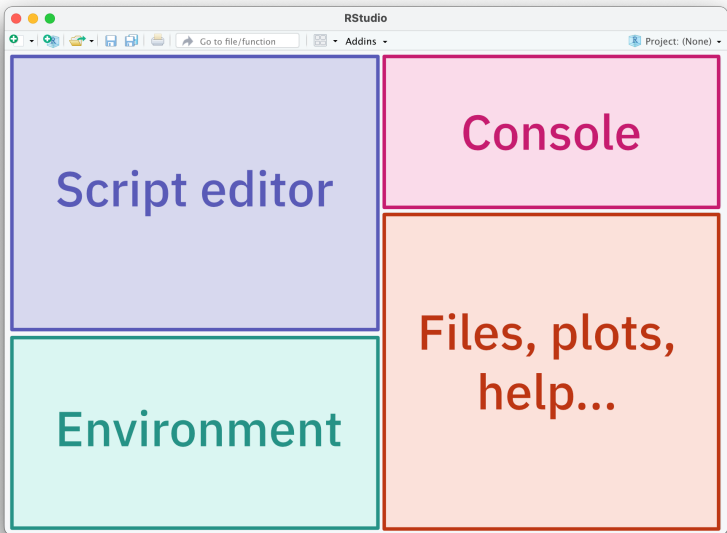 RStudio
Go to file/function
Addins
Project: (None)
Script editor
Console
Environment
Files, plots,
help...